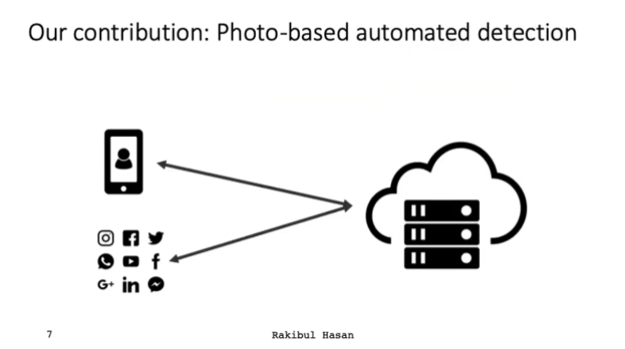 Our contribution: Photo-based automated detection
7
Rakibul Hasan